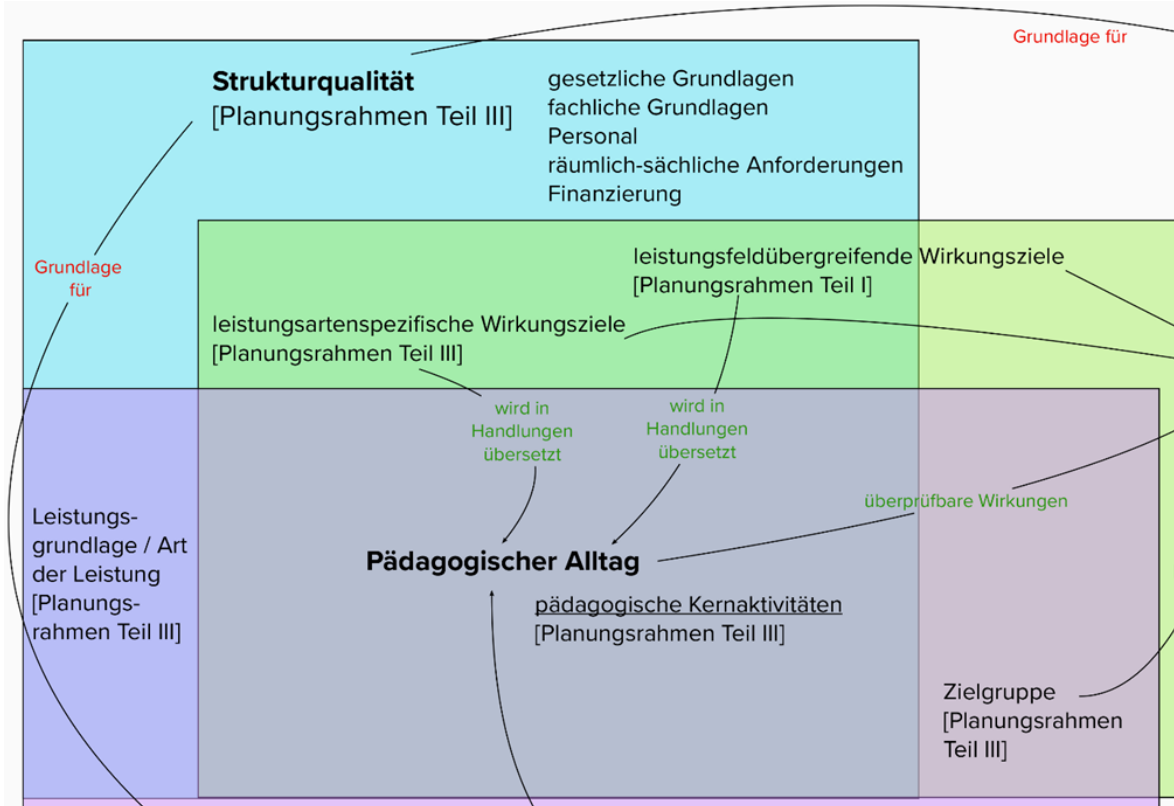 Grundlage für
Strukturqualität
[Planungsrahmen Teil III]
gesetzliche Grundlagen
fachliche Grundlagen
Personal
räumlich-sächliche Anforderungen
Finanzierung
Grundlage
für
leistungsfeldübergreifende Wirkungsziele
[Planungsrahmen Teil I]
leistungsartenspezifische Wirkungsziele
[Planungsrahmen Teil III]
wird in
Handlungen
übersetzt
wird in
Handlungen
übersetzt
überprüfbare Wirkungen
Leistungs-
grundlage / Art
der Leistung
[Planungs-
rahmen Teil III]
Pädagogischer Alltag
pädagogische Kernaktivitäten
[Planungsrahmen Teil III]
Zielgruppe
[Planungsrahmen
Teil III]